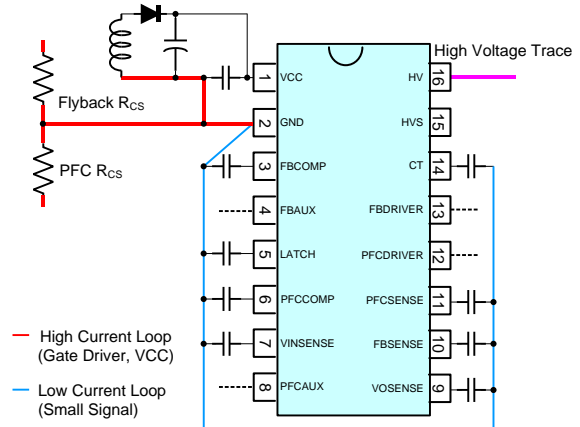 High Voltage Trace
1
VCC
HV
16
Flyback RCS
2
GND
HVS
15
PFC RCS
3
FBCOMP
CT
14
4
FBAUX
FBDRIVER
13
5
LATCH
PFCDRIVER
12
6
PFCCOMP
PFCSENSE
11
7
VINSENSE
FBSENSE
10
8
PFCAUX
VOSENSE
9
High Current Loop
(Gate Driver, VCC)
Low Current Loop
(Small Signal)